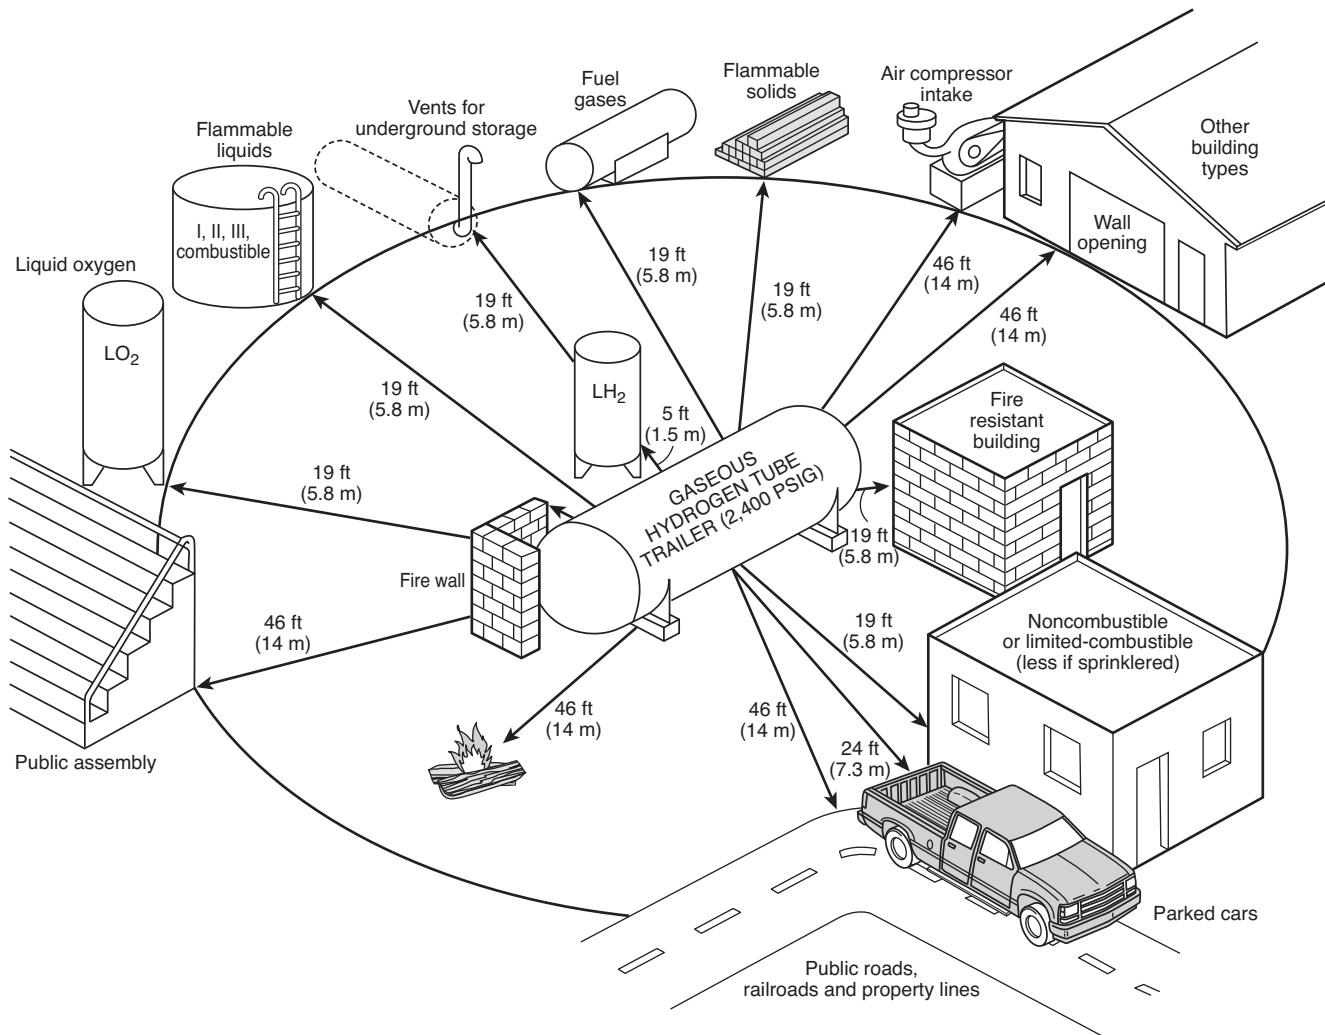 Fuel
gases
Flammable
solids
Air compressor
intake
Vents for
underground storage
Flammable
liquids
Other
building
types
I, II, III,
combustible
Wall
opening
Liquid oxygen
19 ft
(5.8 m)
19 ft
(5.8 m)
19 ft
(5.8 m)
46 ft
(14 m)
46 ft
(14 m)
LO2
LH2
19 ft
(5.8 m)
5 ft
(1.5 m)
Fire
resistant
building
19 ft
(5.8 m)
GASEOUS
HYDROGEN TUBE
TRAILER (2,400 PSIG)
19 ft
(5.8 m)
Fire wall
46 ft
(14 m)
19 ft
(5.8 m)
Noncombustible
or limited-combustible
(less if sprinklered)
46 ft
(14 m)
46 ft
(14 m)
24 ft
(7.3 m)
Public assembly
Parked cars
Public roads,
railroads and property lines